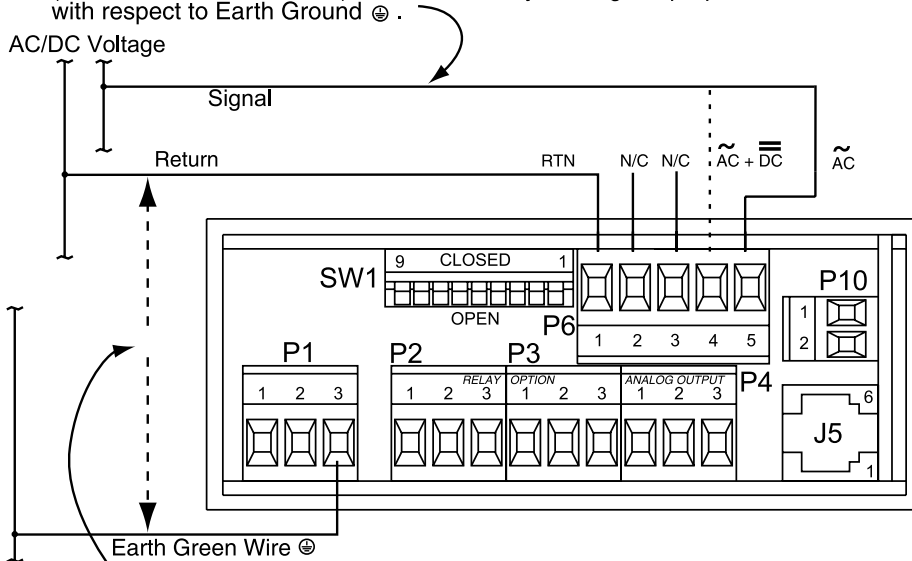 with respect to Earth Ground ⏚ .
AC/DC Voltage
Signal
Return
RTN N/C N/C AC + DC AC
SW1
9 CLOSED 1
OPEN
P6
1 2 3 4 5
P10
1
2
P1
1 2 3
P2
RELAY
1 2 3
P3
OPTION
1 2 3
ANALOG OUTPUT
1 2 3
P4
6
J5
1
Earth Green Wire ⏚